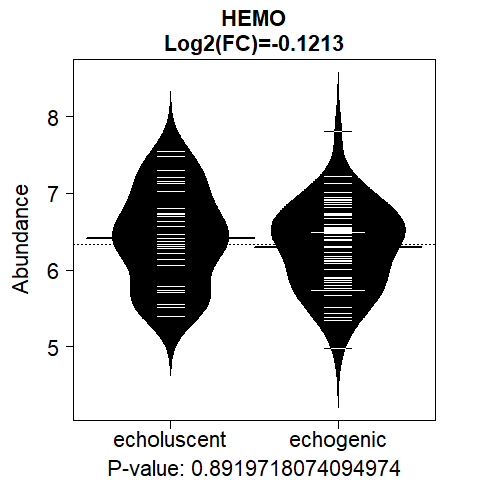 HEMO
Log2(FC)=-0.1213
Abundance
8
7
6
5
echoluscent echogenic
P-value: 0.8919718074094974